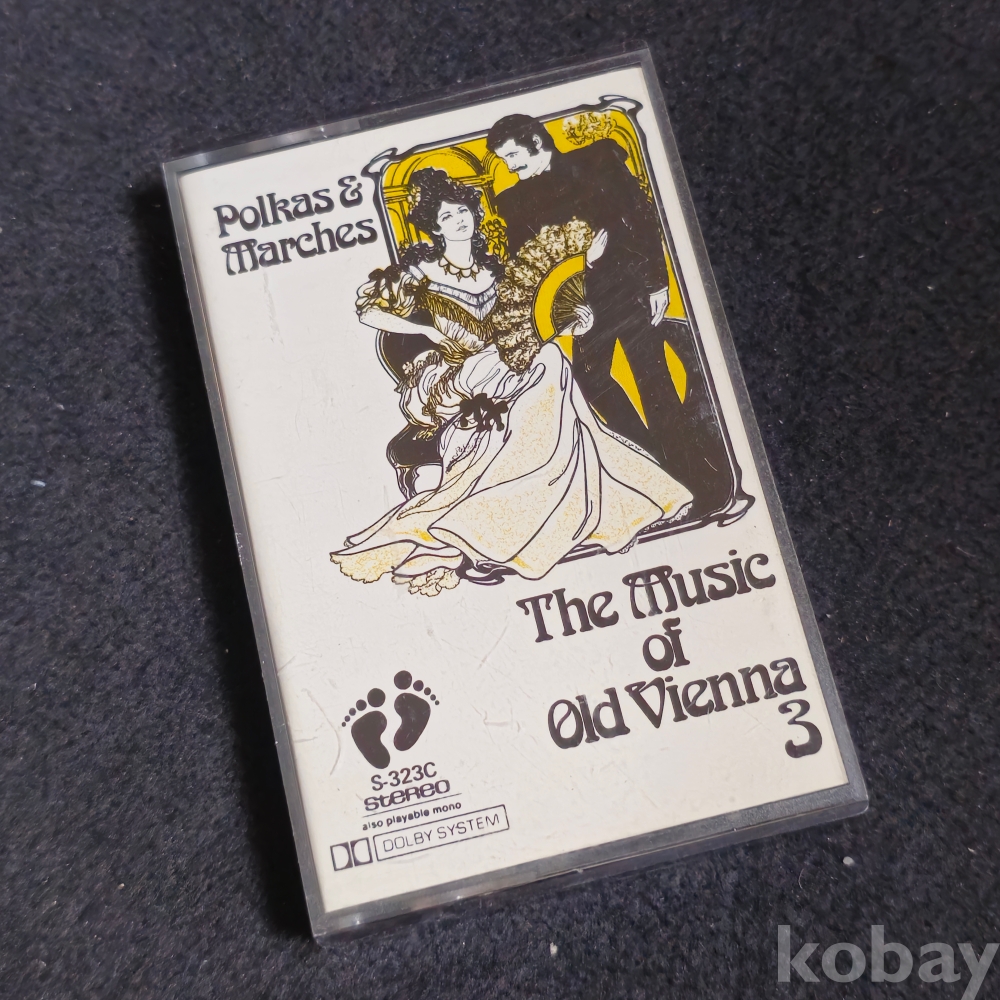 Polkas &
Marches
The Music
of
Old Vienna
3
S-323C
STEREO
also playable mono
DOLBY SYSTEM
kobay